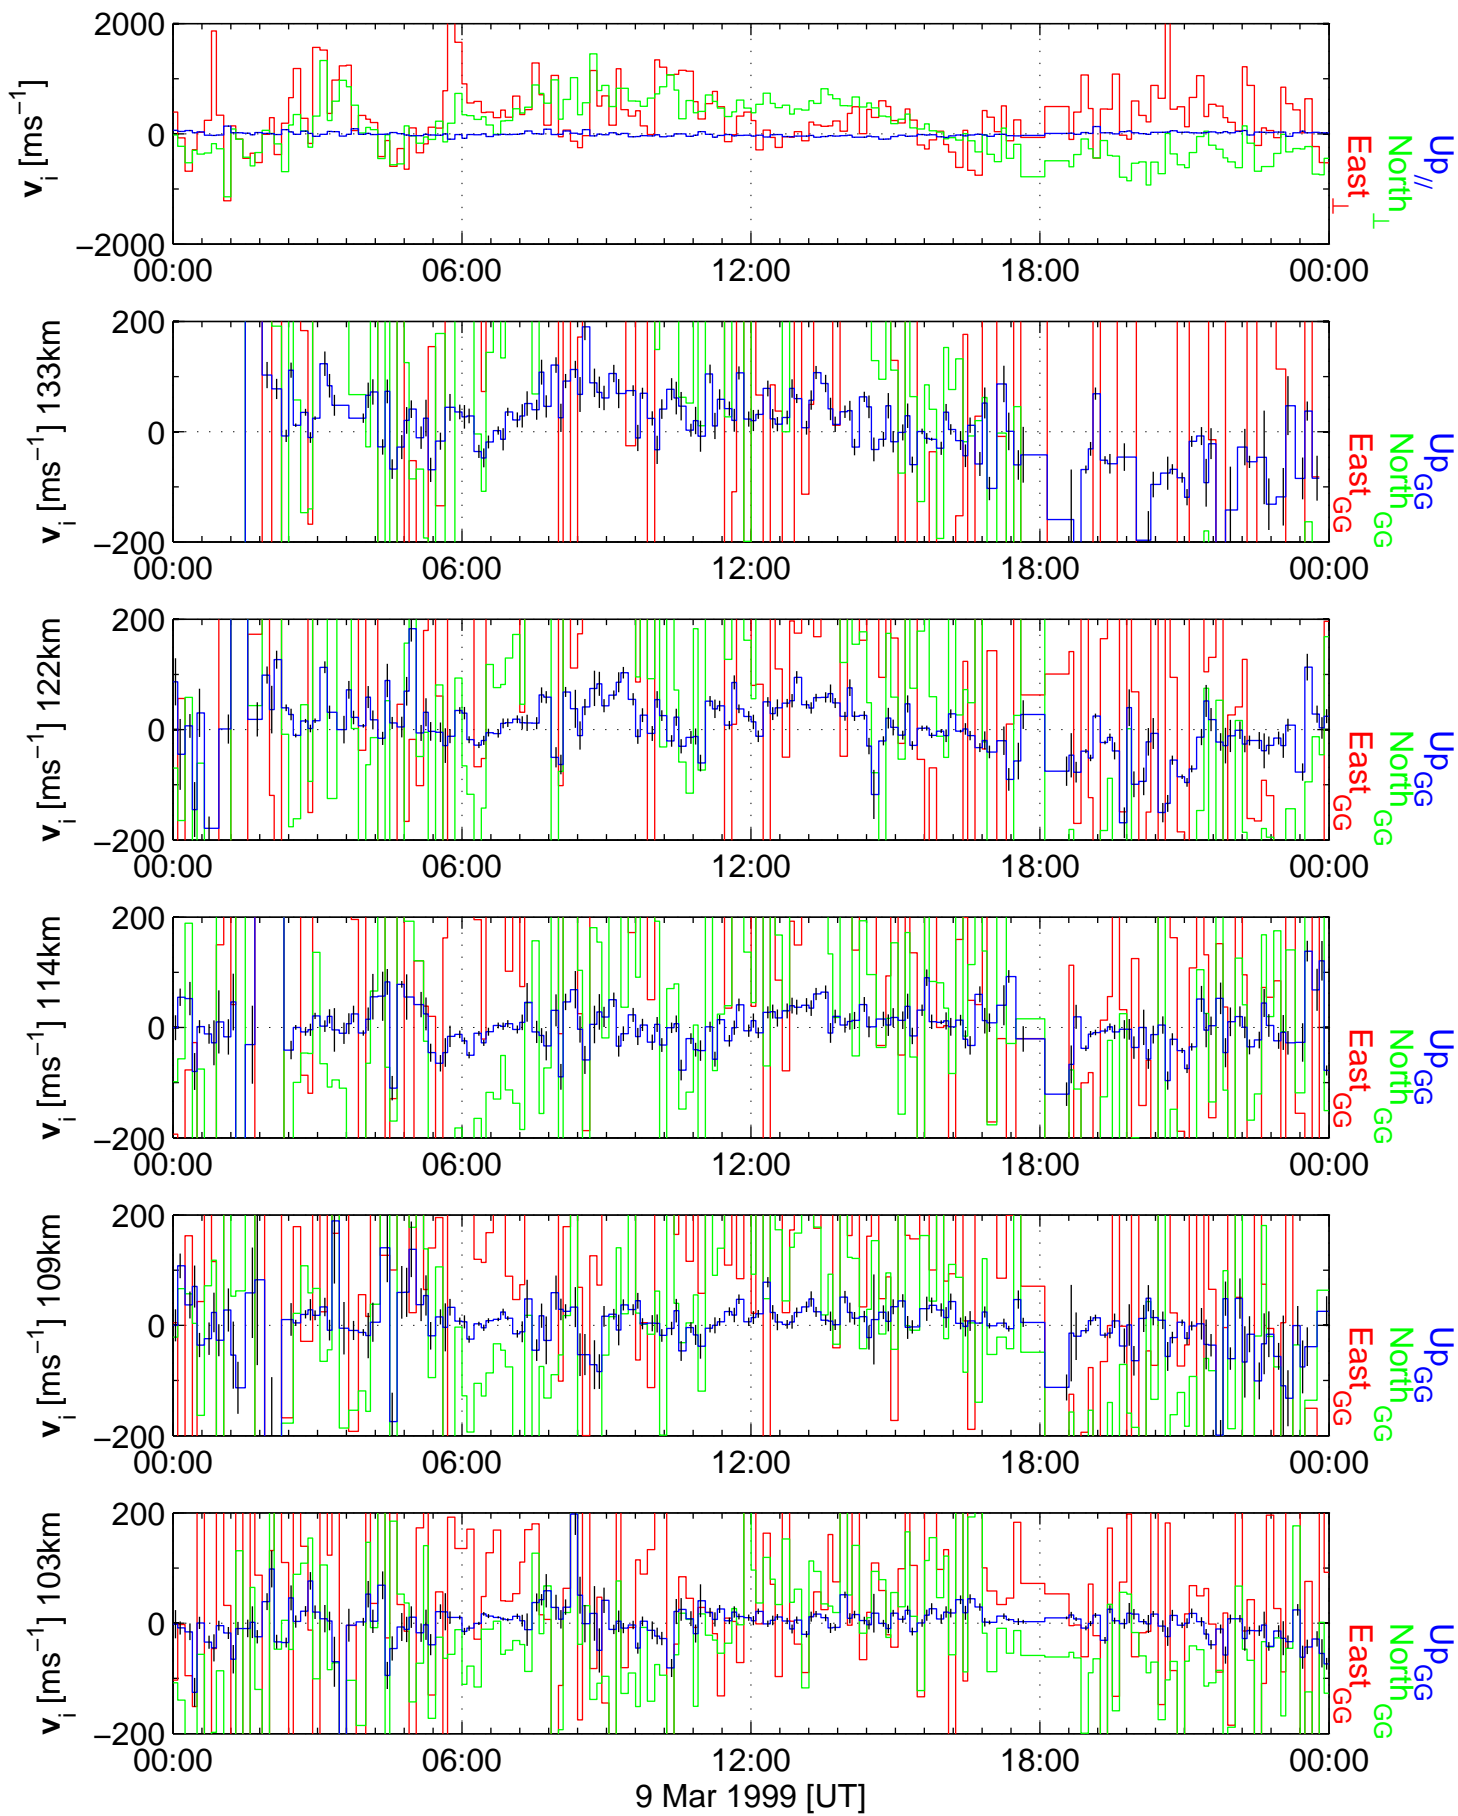 2000
0
−2000
v_i [ms⁻¹]
00:00 06:00 12:00 18:00 00:00
Up_//
North_⊥
East_⊥
200
0
−200
v_i [ms⁻¹] 133km
00:00 06:00 12:00 18:00 00:00
Up_GG
North_GG
East_GG
200
0
−200
v_i [ms⁻¹] 122km
00:00 06:00 12:00 18:00 00:00
Up_GG
North_GG
East_GG
200
0
−200
v_i [ms⁻¹] 114km
00:00 06:00 12:00 18:00 00:00
Up_GG
North_GG
East_GG
200
0
−200
v_i [ms⁻¹] 109km
00:00 06:00 12:00 18:00 00:00
Up_GG
North_GG
East_GG
200
0
−200
v_i [ms⁻¹] 103km
00:00 06:00 12:00 18:00 00:00
Up_GG
North_GG
East_GG
9 Mar 1999 [UT]